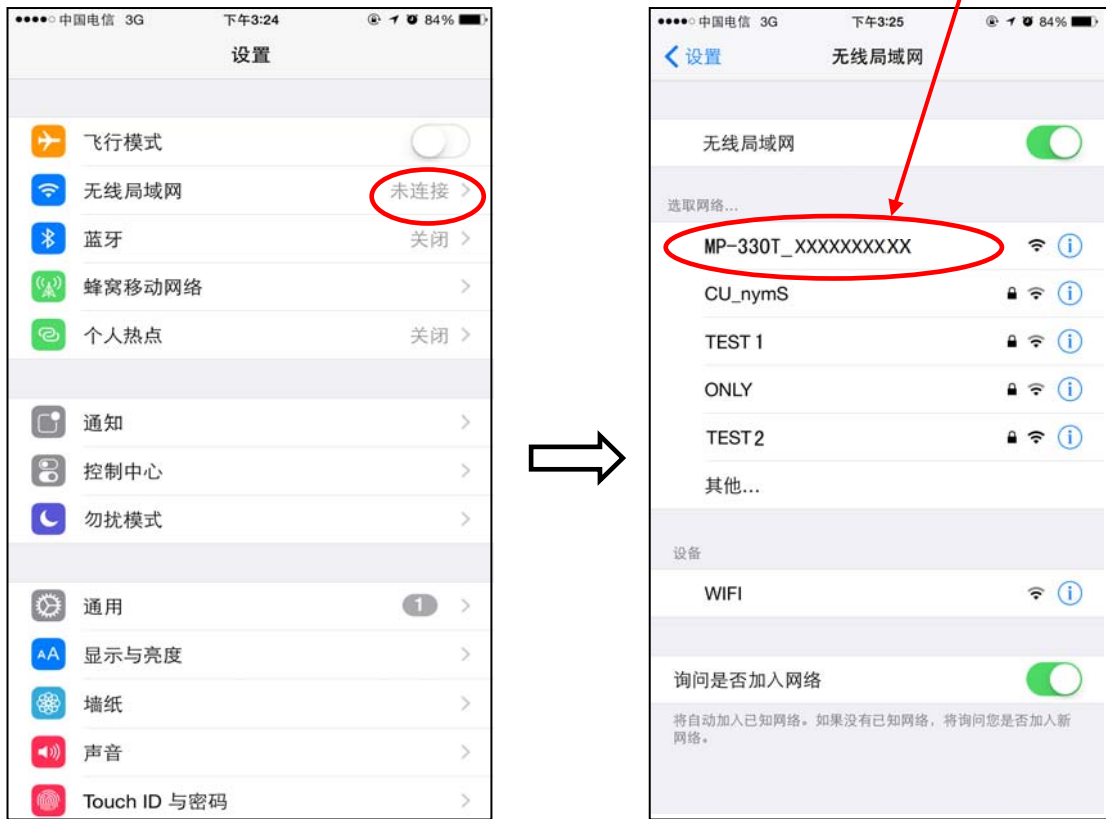 中国电信 3G 下午3:24 84%
设置
飞行模式
无线局域网 未连接
蓝牙 关闭
蜂窝移动网络
个人热点 关闭
通知
控制中心
勿扰模式
通用 1
AA 显示与亮度
墙纸
声音
Touch ID 与密码
中国电信 3G 下午3:25 84%
设置 无线局域网
无线局域网
选取网络...
MP-330T_XXXXXXXXXX
CU_nymS
TEST 1
ONLY
TEST 2
其他...
设备
WIFI
询问是否加入网络
将自动加入已知网络。如果没有已知网络，将询问您是否加入新
网络。